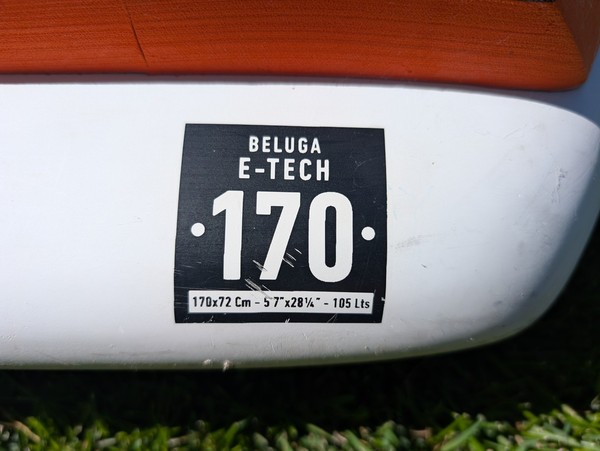 BELUGA
E-TECH
·170·
170x72 Cm - 5'7"x28¼" - 105 Lts